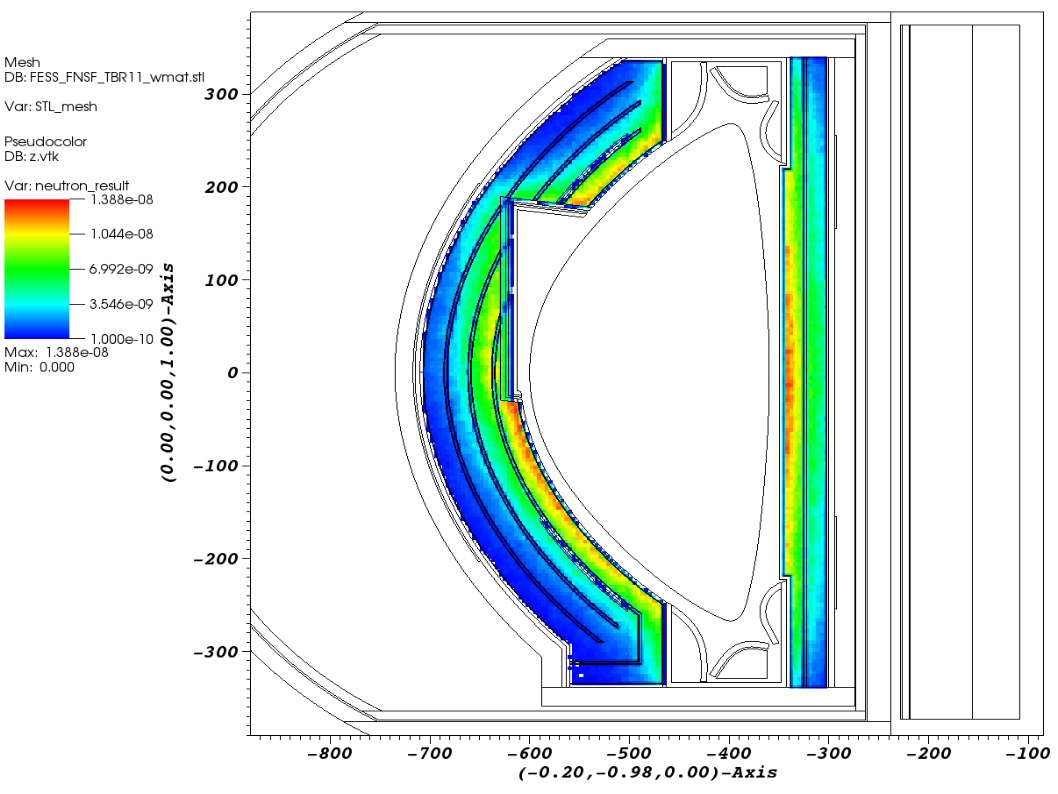 Mesh
DB: FESS_FNSF_TBR11_wmat.stl
Var: STL_mesh
Pseudocolor
DB: z.vtk
Var: neutron_result
1.388e-08
1.044e-08
6.992e-09
3.546e-09
1.000e-10
Max: 1.388e-08
Min: 0.000
(0.00,0.00,1.00)-Axis
300
200
100
0
-100
-200
-300
-800 -700 -600 -500 -400 -300 -200 -100
(-0.20,-0.98,0.00)-Axis